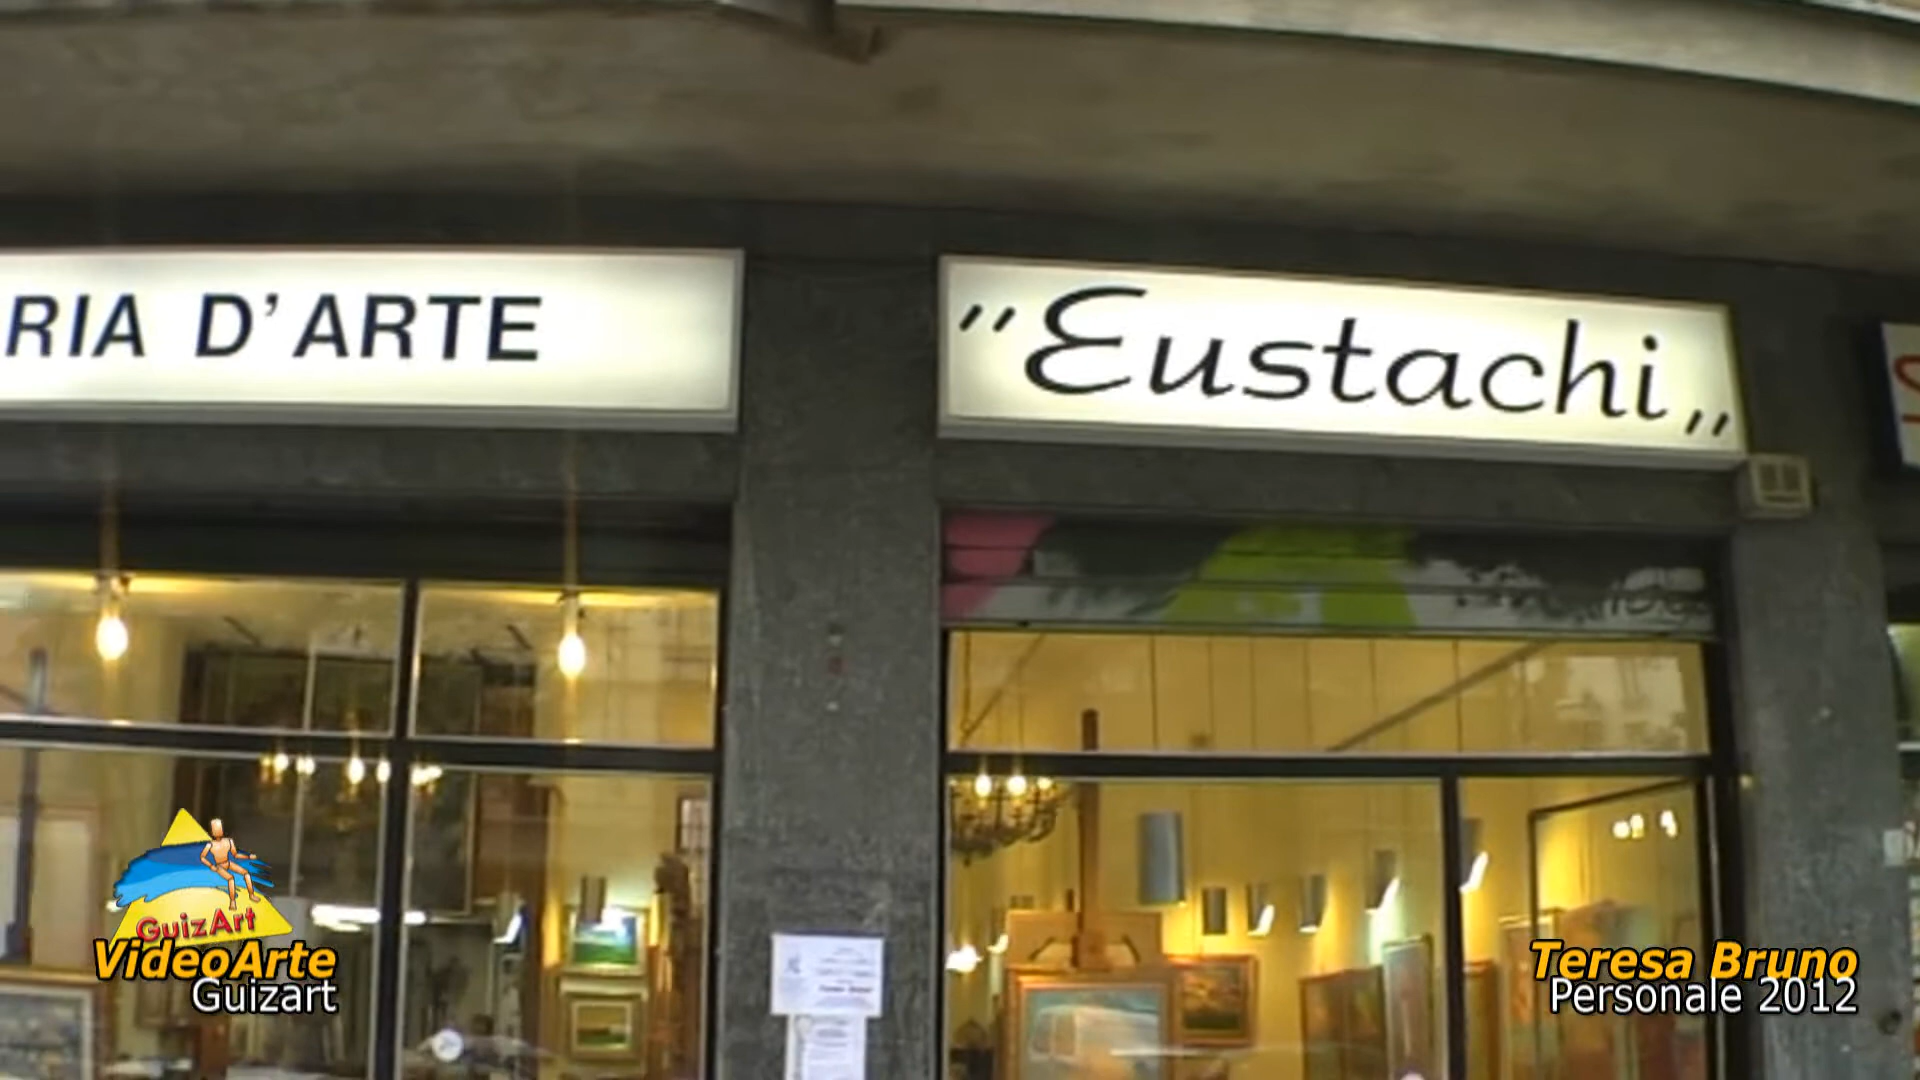 RIA D'ARTE
"Eustachi„
GuizArt
VideoArte
Guizart
Teresa Bruno
Personale 2012